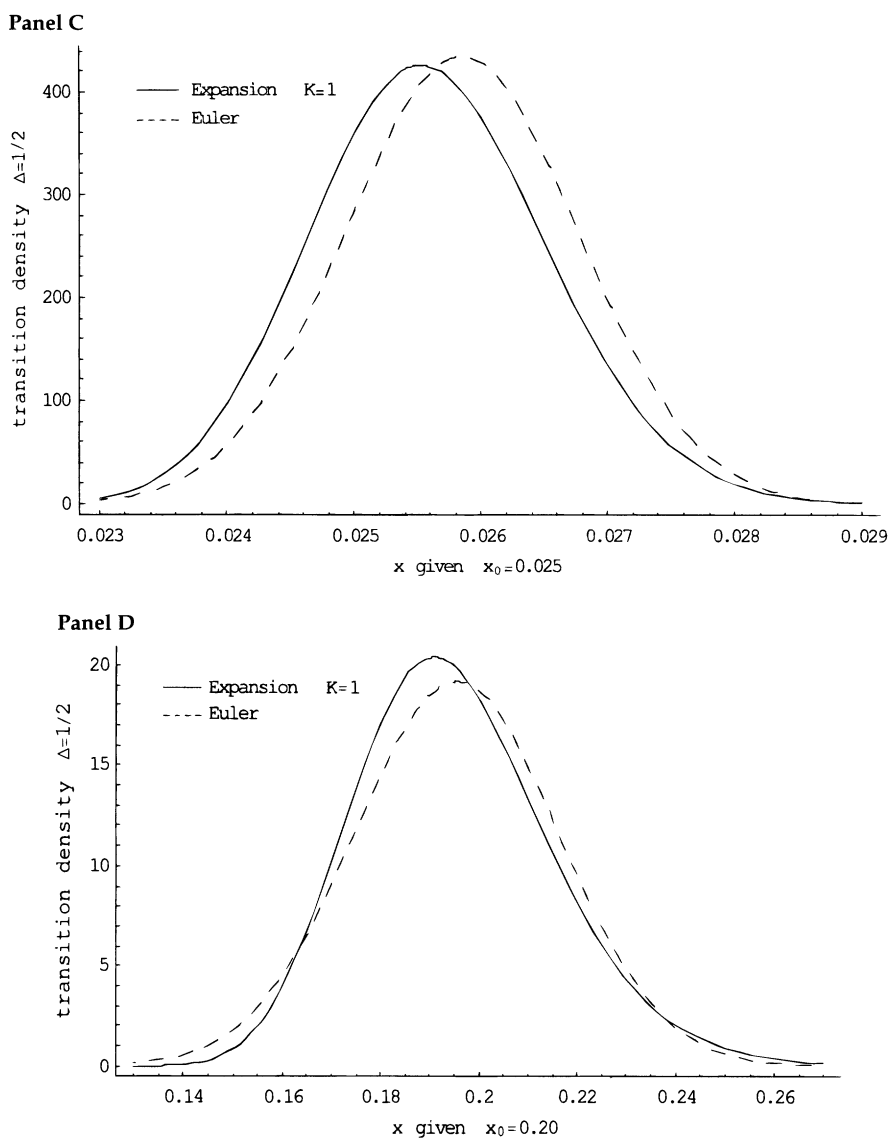 Panel C
Expansion K=1
Euler
400
300
200
100
0
transition density Δ=1/2
0.023 0.024 0.025 0.026 0.027 0.028 0.029
x given x₀=0.025
Panel D
Expansion K=1
Euler
20
15
10
5
0
transition density Δ=1/2
0.14 0.16 0.18 0.2 0.22 0.24 0.26
x given x₀=0.20